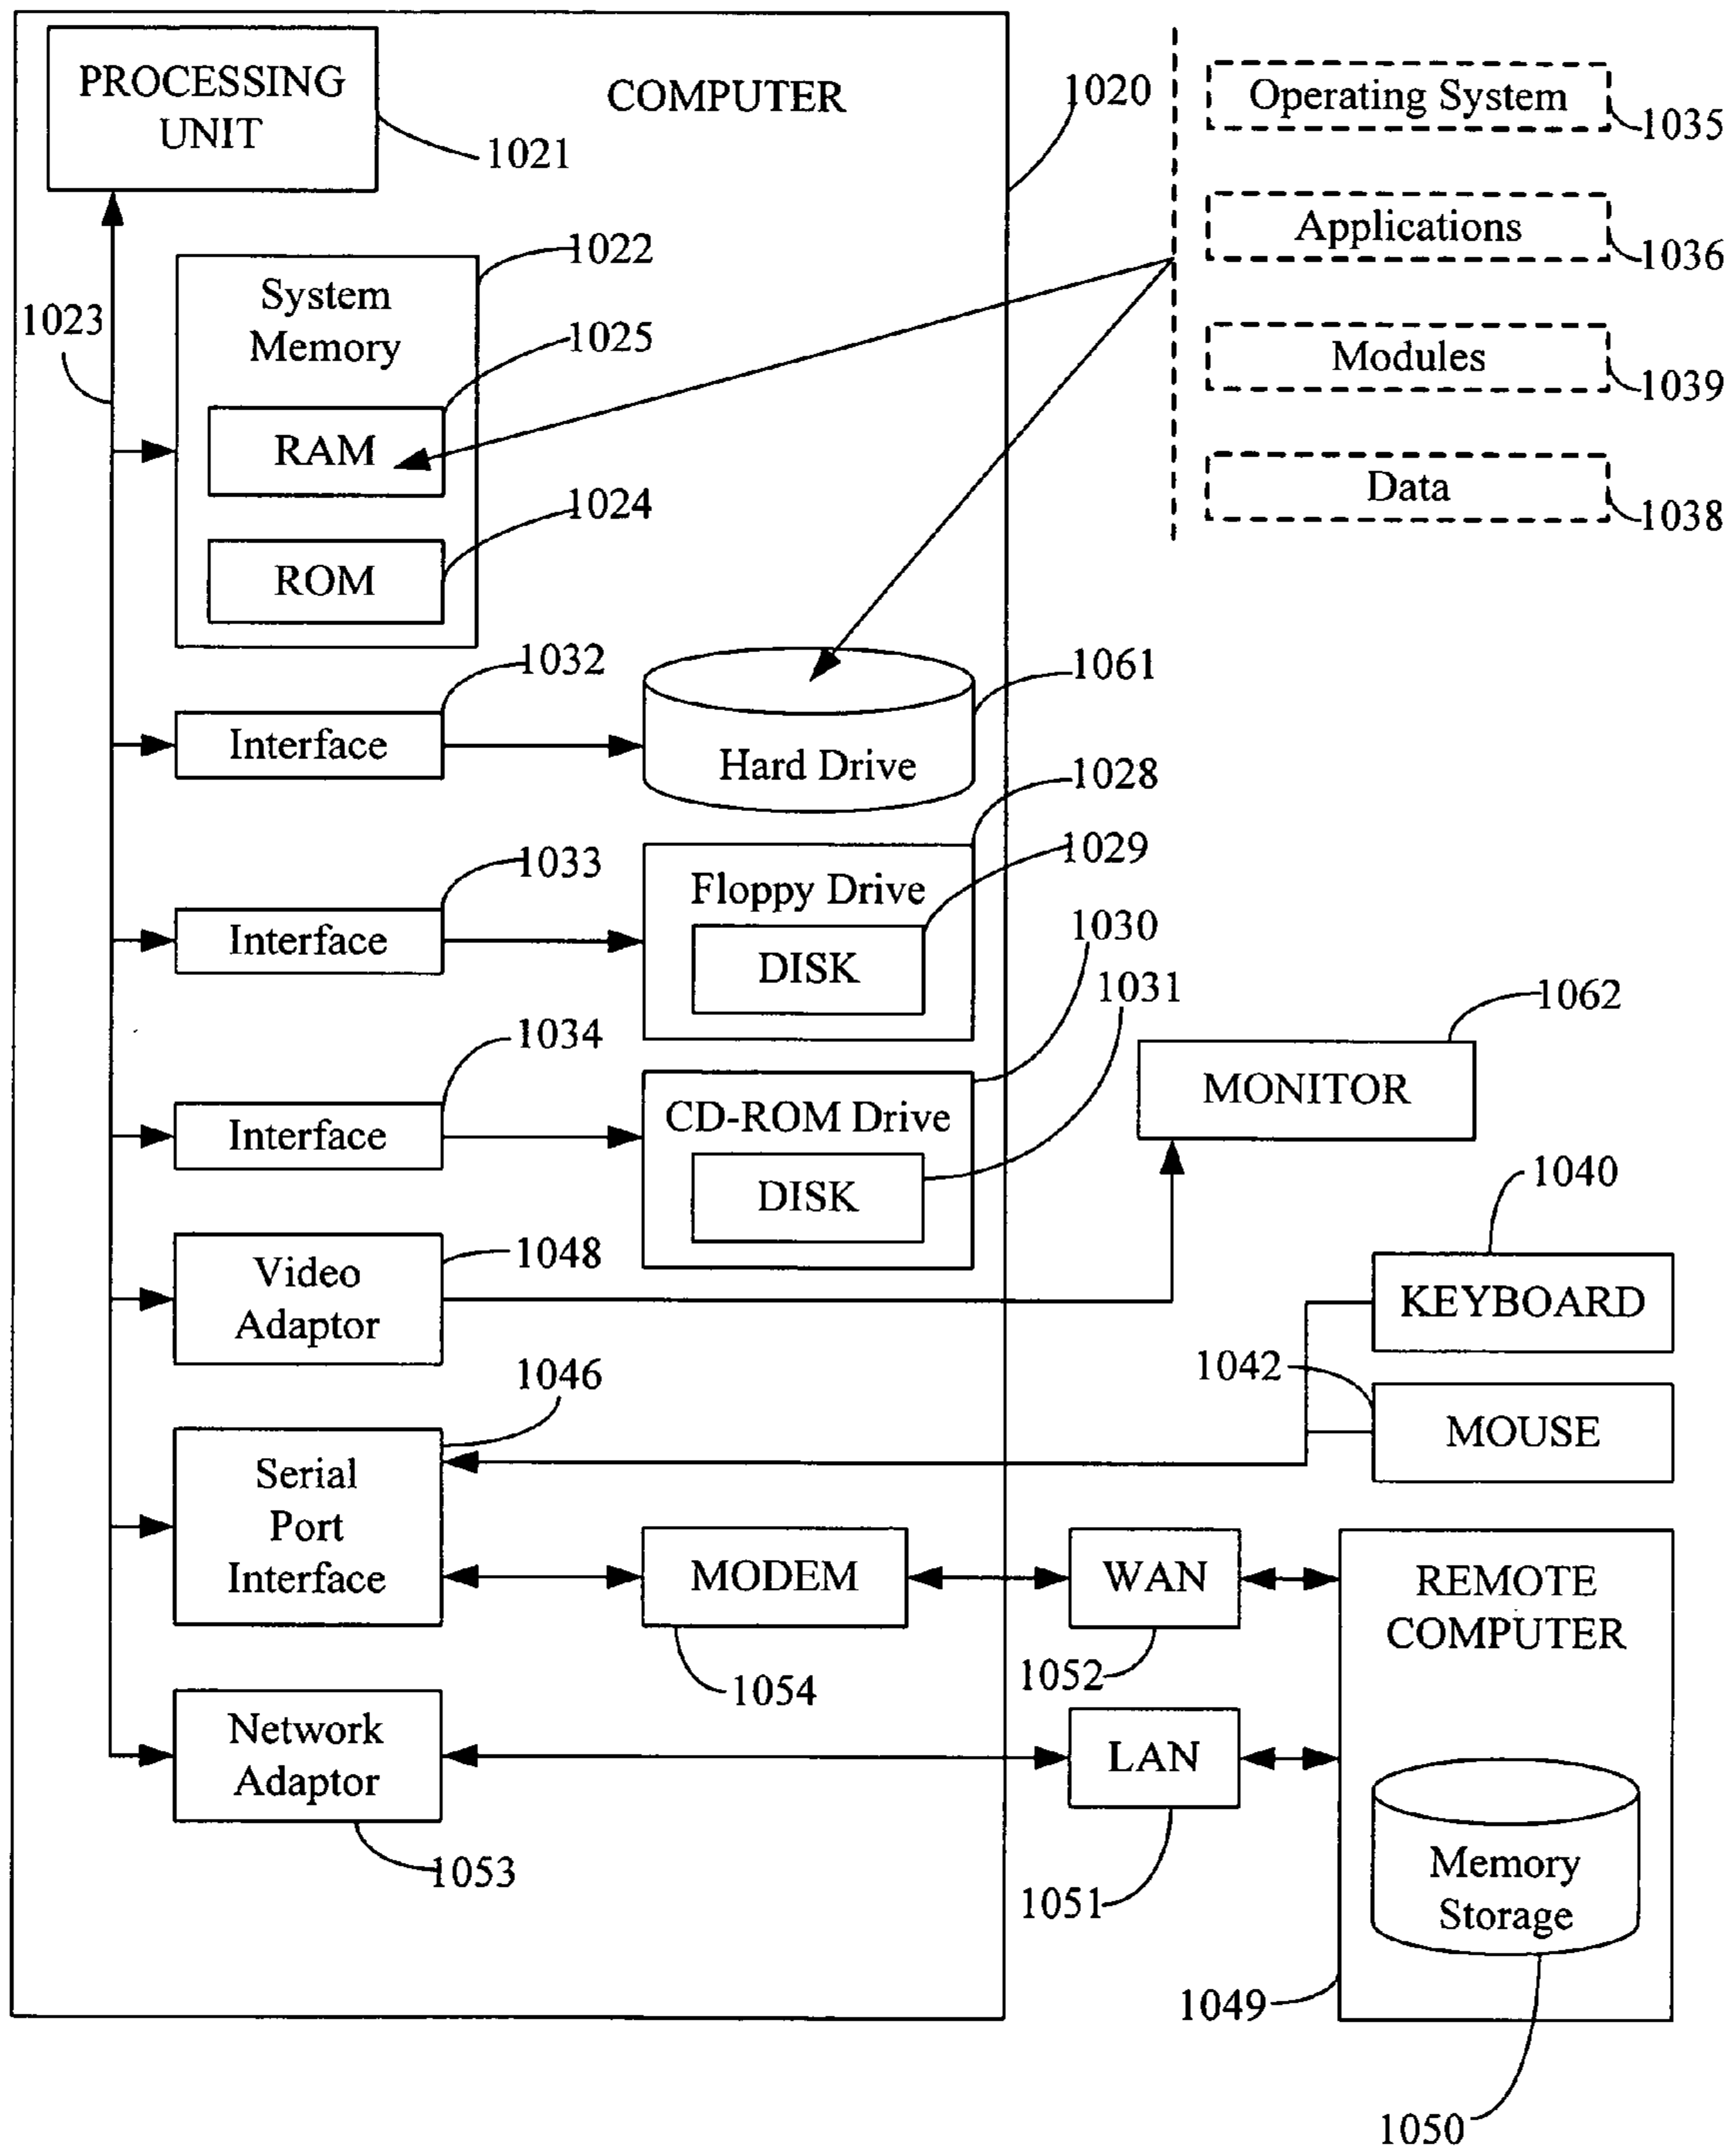 PROCESSING
UNIT
1021
COMPUTER
1020
Operating System
1035
Applications
1036
Modules
1039
Data
1038
1023
1022
System
Memory
1025
RAM
1024
ROM
1032
Interface
1061
Hard Drive
1033
Interface
1028
1029
Floppy Drive
DISK
1034
Interface
1030
1031
CD-ROM Drive
DISK
1062
MONITOR
1048
Video
Adaptor
1040
KEYBOARD
1042
MOUSE
1046
Serial
Port
Interface
MODEM
1054
WAN
1052
REMOTE
COMPUTER
Network
Adaptor
1053
LAN
1051
Memory
Storage
1049
1050